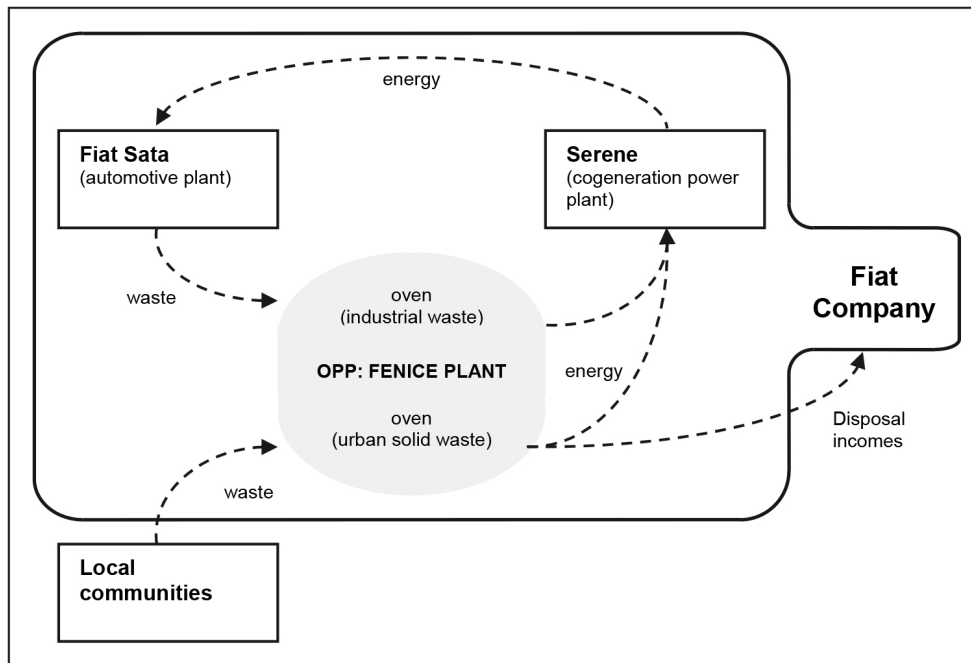 energy
Fiat Sata
(automotive plant)
Serene
(cogeneration power
plant)
Fiat
Company
waste
oven
(industrial waste)
OPP: FENICE PLANT
energy
oven
(urban solid waste)
Disposal
incomes
waste
Local
communities